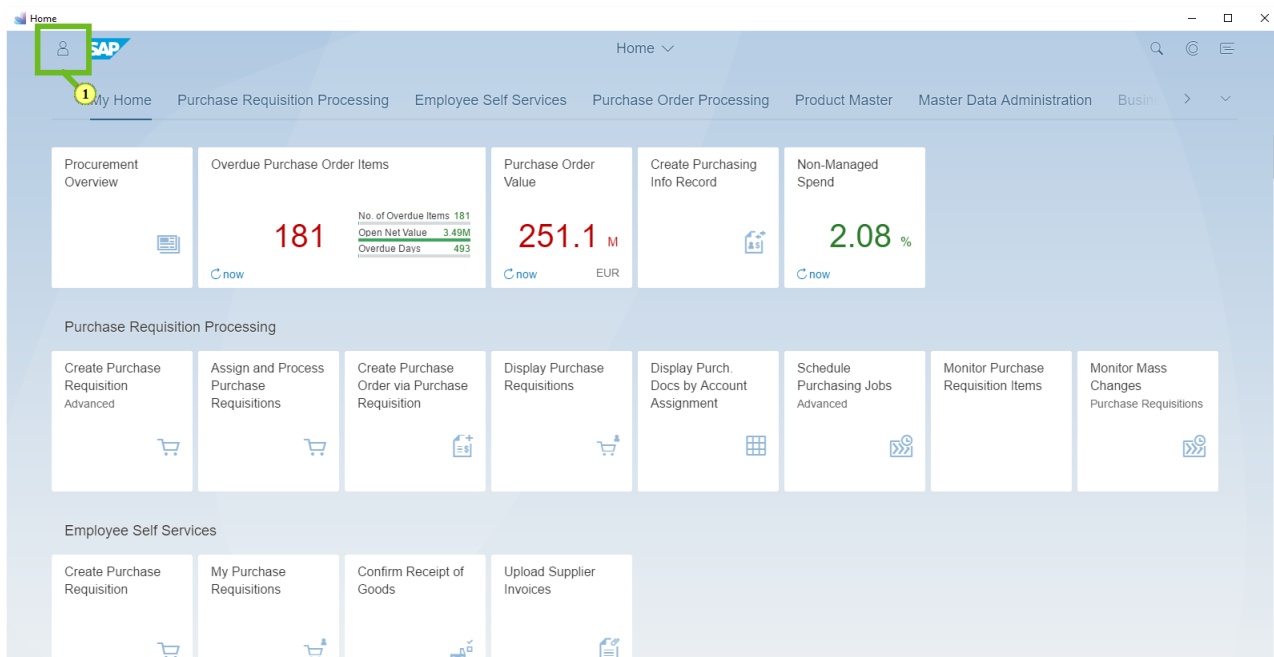 Home
SAP
Home
1
My Home Purchase Requisition Processing Employee Self Services Purchase Order Processing Product Master Master Data Administration
Procurement
Overview
Overdue Purchase Order Items
181
No. of Overdue Items 181
Open Net Value 3.49M
Overdue Days 493
now
Purchase Order
Value
251.1 M
now EUR
Create Purchasing
Info Record
Non-Managed
Spend
2.08 %
now
Purchase Requisition Processing
Create Purchase
Requisition
Advanced
Assign and Process
Purchase
Requisitions
Create Purchase
Order via Purchase
Requisition
Display Purchase
Requisitions
Display Purch.
Docs by Account
Assignment
Schedule
Purchasing Jobs
Advanced
Monitor Purchase
Requisition Items
Monitor Mass
Changes
Purchase Requisitions
Employee Self Services
Create Purchase
Requisition
My Purchase
Requisitions
Confirm Receipt of
Goods
Upload Supplier
Invoices